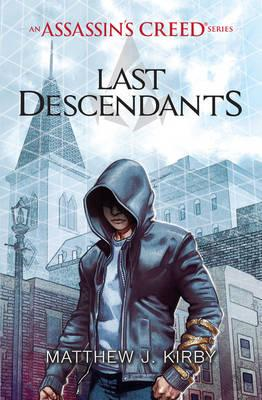 AN ASSASSIN'S CREED® SERIES
LAST
DESCENDANTS
MATTHEW J. KIRBY